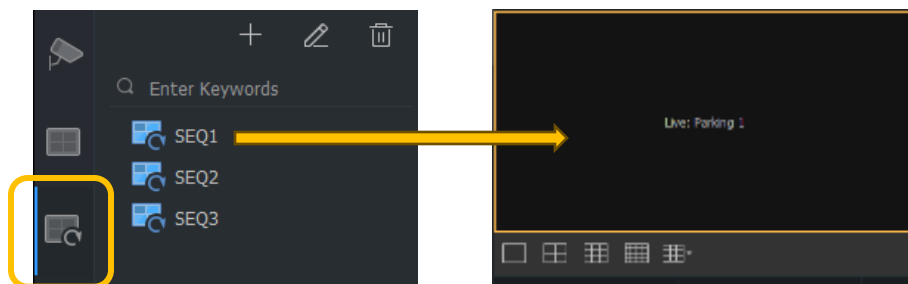 Enter Keywords
SEQ1
SEQ2
SEQ3
Live: Parking 1